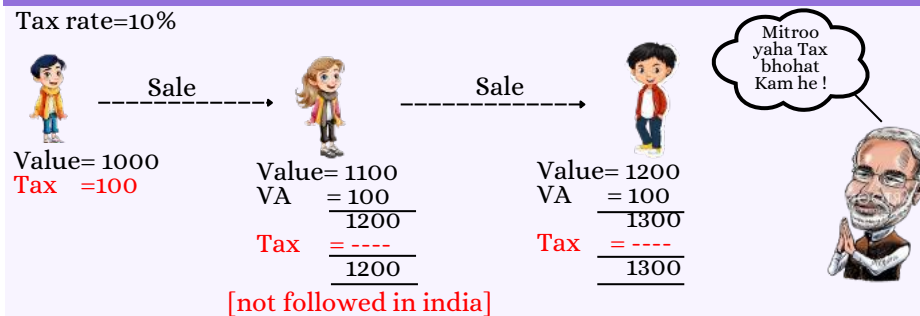 Tax rate=10%
Mitroo
yaha Tax
bhohat
Kam he !
Sale
Sale
Value= 1000
Tax =100
Value= 1100
VA = 100
1200
Tax = ----
1200
[not followed in india]
Value= 1200
VA = 100
1300
Tax = ----
1300